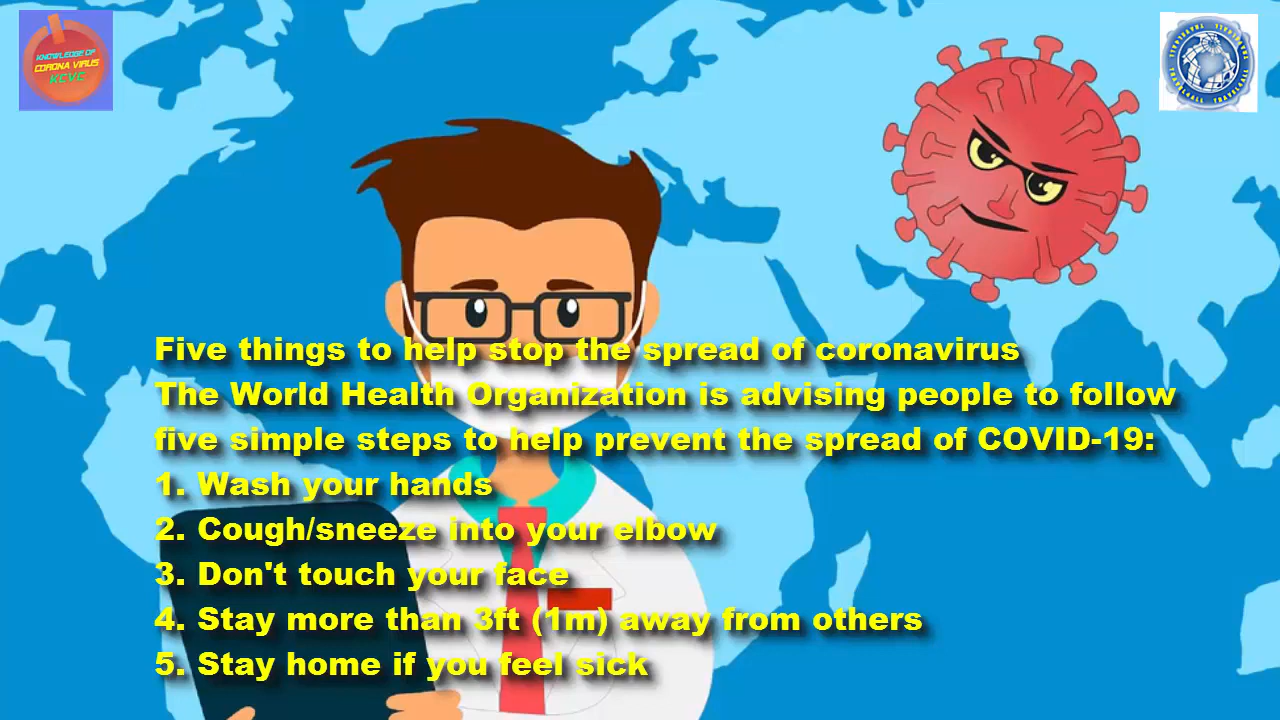 KNOWLEDGE OF
CORONA VIRUS
KCVC
Five things to help stop the spread of coronavirus
The World Health Organization is advising people to follow
five simple steps to help prevent the spread of COVID-19:
1. Wash your hands
2. Cough/sneeze into your elbow
3. Don't touch your face
4. Stay more than 3ft (1m) away from others
5. Stay home if you feel sick